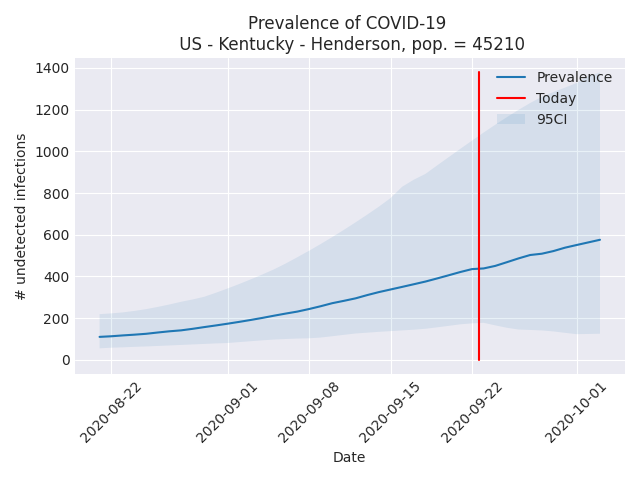 Prevalence of COVID-19
US - Kentucky - Henderson, pop. = 45210
1400
1200
1000
800
600
400
200
0
# undetected infections
Prevalence
Today
95CI
2020-08-22
2020-09-01
2020-09-08
2020-09-15
2020-09-22
2020-10-01
Date